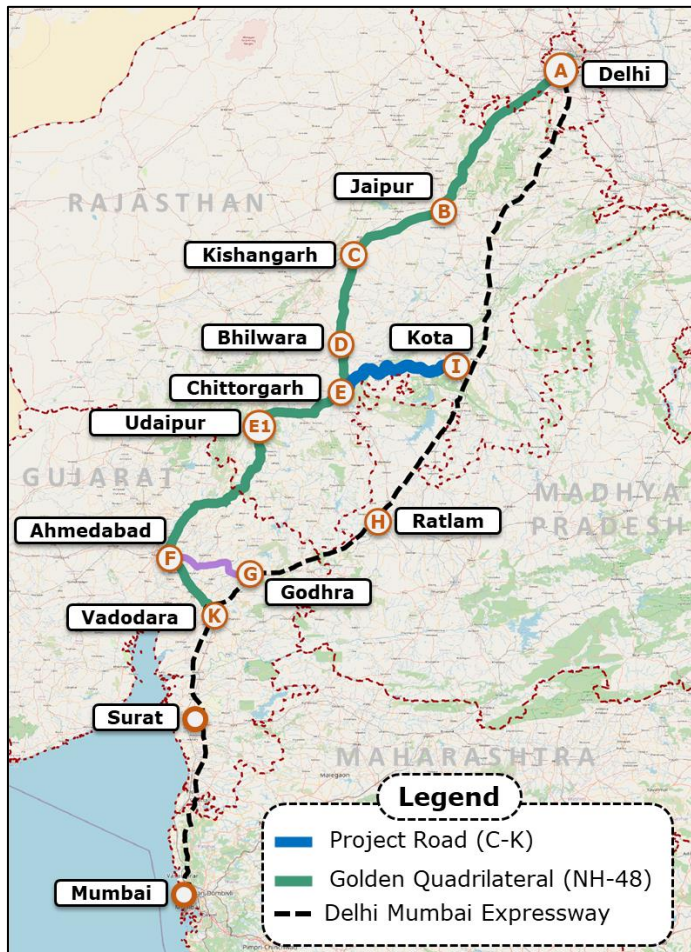 A
Delhi
Jaipur
B
RAJASTHAN
Kishangarh
C
Bhilwara
D
Kota
I
Chittorgarh
E
Udaipur
E1
GUJARAT
MADHYA
PRADESH
H
Ratlam
Ahmedabad
F
G
Godhra
Vadodara
K
Surat
MAHARASHTRA
Legend
Project Road (C-K)
Golden Quadrilateral (NH-48)
Delhi Mumbai Expressway
Mumbai